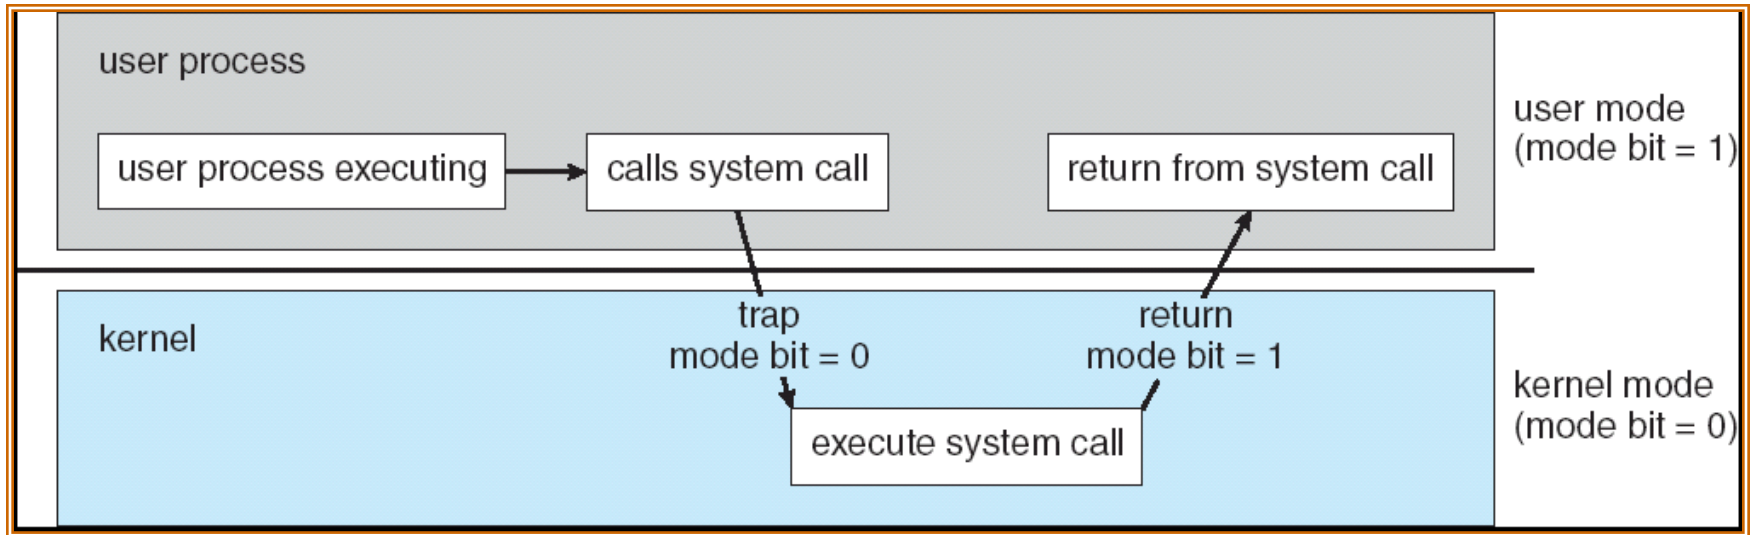 user process
user process executing
calls system call
return from system call
user mode
(mode bit = 1)
kernel
trap
mode bit = 0
return
mode bit = 1
execute system call
kernel mode
(mode bit = 0)